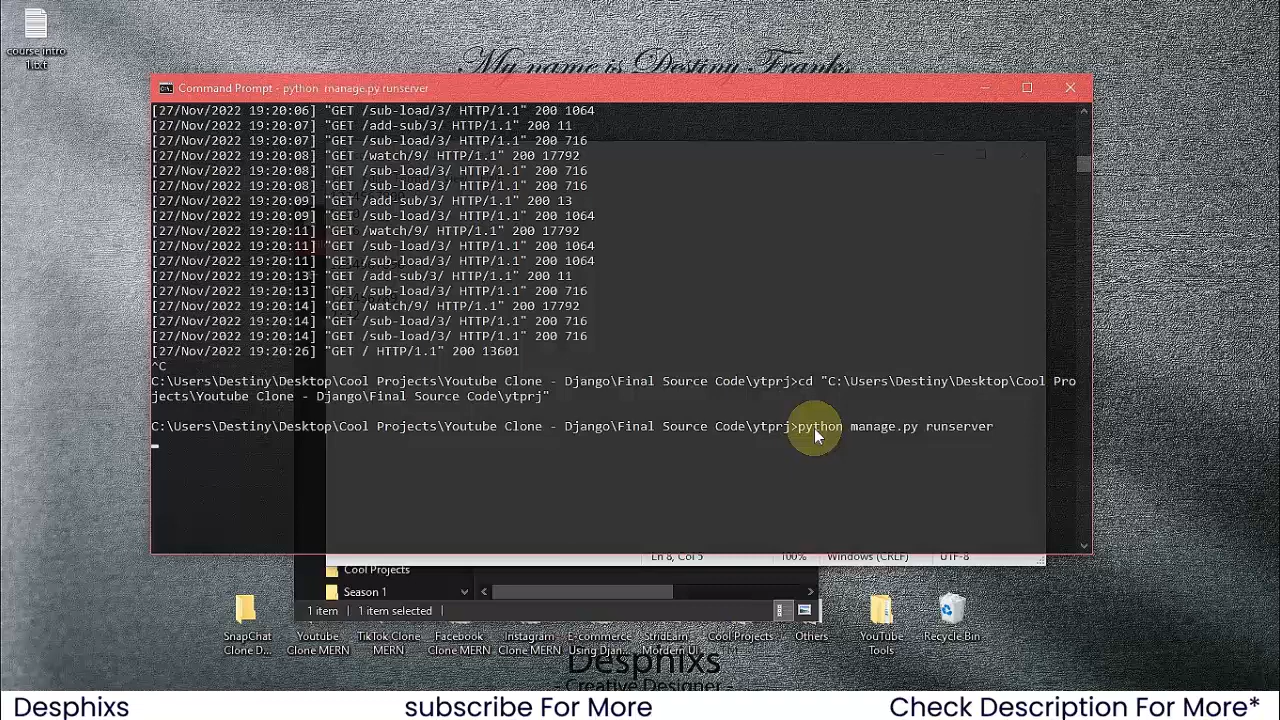 course intro
1.txt
My name is Destiny Franks
Command Prompt - python manage.py runserver
[27/Nov/2022 19:20:06] "GET /sub-load/3/ HTTP/1.1" 200 1064
[27/Nov/2022 19:20:07] "GET /add-sub/3/ HTTP/1.1" 200 11
[27/Nov/2022 19:20:07] "GET /sub-load/3/ HTTP/1.1" 200 716
[27/Nov/2022 19:20:08] "GET /watch/9/ HTTP/1.1" 200 17792
[27/Nov/2022 19:20:08] "GET /sub-load/3/ HTTP/1.1" 200 716
[27/Nov/2022 19:20:08] "GET /sub-load/3/ HTTP/1.1" 200 716
[27/Nov/2022 19:20:09] "GET /add-sub/3/ HTTP/1.1" 200 13
[27/Nov/2022 19:20:09] "GET /sub-load/3/ HTTP/1.1" 200 1064
[27/Nov/2022 19:20:11] "GET /watch/9/ HTTP/1.1" 200 17792
[27/Nov/2022 19:20:11] "GET /sub-load/3/ HTTP/1.1" 200 1064
[27/Nov/2022 19:20:11] "GET /sub-load/3/ HTTP/1.1" 200 1064
[27/Nov/2022 19:20:13] "GET /add-sub/3/ HTTP/1.1" 200 11
[27/Nov/2022 19:20:13] "GET /sub-load/3/ HTTP/1.1" 200 716
[27/Nov/2022 19:20:14] "GET /watch/9/ HTTP/1.1" 200 17792
[27/Nov/2022 19:20:14] "GET /sub-load/3/ HTTP/1.1" 200 716
[27/Nov/2022 19:20:14] "GET /sub-load/3/ HTTP/1.1" 200 716
[27/Nov/2022 19:20:26] "GET / HTTP/1.1" 200 13601
^C
C:\Users\Destiny\Desktop\Cool Projects\Youtube Clone - Django\Final Source Code\ytprj>cd "C:\Users\Destiny\Desktop\Cool Pro
jects\Youtube Clone - Django\Final Source Code\ytprj"
C:\Users\Destiny\Desktop\Cool Projects\Youtube Clone - Django\Final Source Code\ytprj>python manage.py runserver
Ln 8, Col 5 100% Windows (CRLF) UTF-8
Cool Projects
Season 1
1 item 1 item selected
SnapChat Clone D...
Youtube Clone MERN
TikTok Clone MERN
Facebook Clone MERN
Instagram Clone MERN
E-commerce Using Djan...
StridEarn Mordern UI
Cool Projects
Others
YouTube Tools
Recycle Bin
Desphixs
Creative Designer
Desphixs subscribe For More Check Description For More*